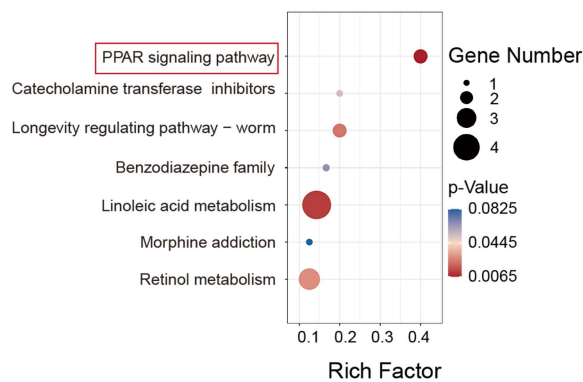 PPAR signaling pathway
Catecholamine transferase inhibitors
Longevity regulating pathway − worm
Benzodiazepine family
Linoleic acid metabolism
Morphine addiction
Retinol metabolism
0.1 0.2 0.3 0.4
Rich Factor
Gene Number
1
2
3
4
p-Value
0.0825
0.0445
0.0065